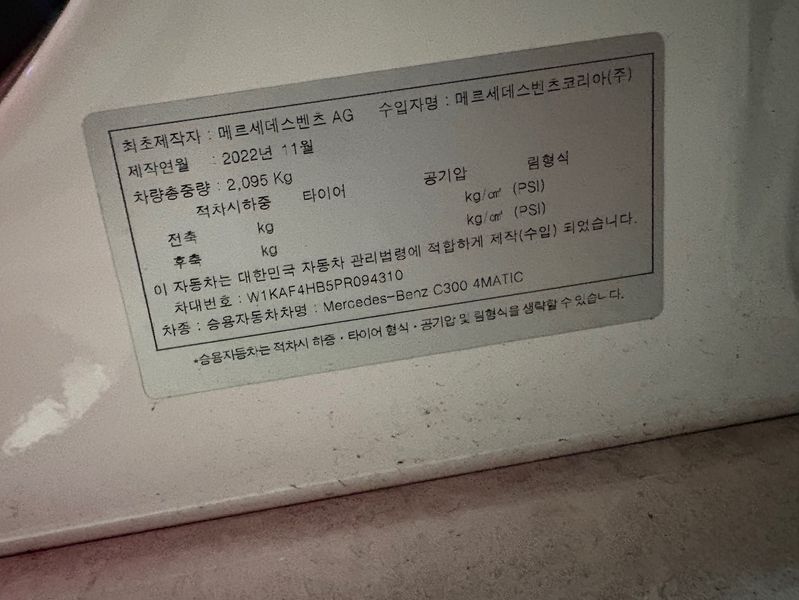 최초제작자 : 메르세데스벤츠 AG 수입자명 : 메르세데스벤츠코리아(주)
제작연월 : 2022년 11월
차량총중량 : 2,095 Kg
적차시하중 타이어 공기압 림형식
전축 kg kg/㎠ (PSI)
후축 kg kg/㎠ (PSI)
이 자동차는 대한민국 자동차 관리법령에 적합하게 제작(수입) 되었습니다.
차대번호 : W1KAF4HB5PR094310
차종 : 승용자동차차명 : Mercedes-Benz C300 4MATIC
*승용자동차는 적차시 하중・타이어 형식・공기압 및 림형식을 생략할 수 있습니다.